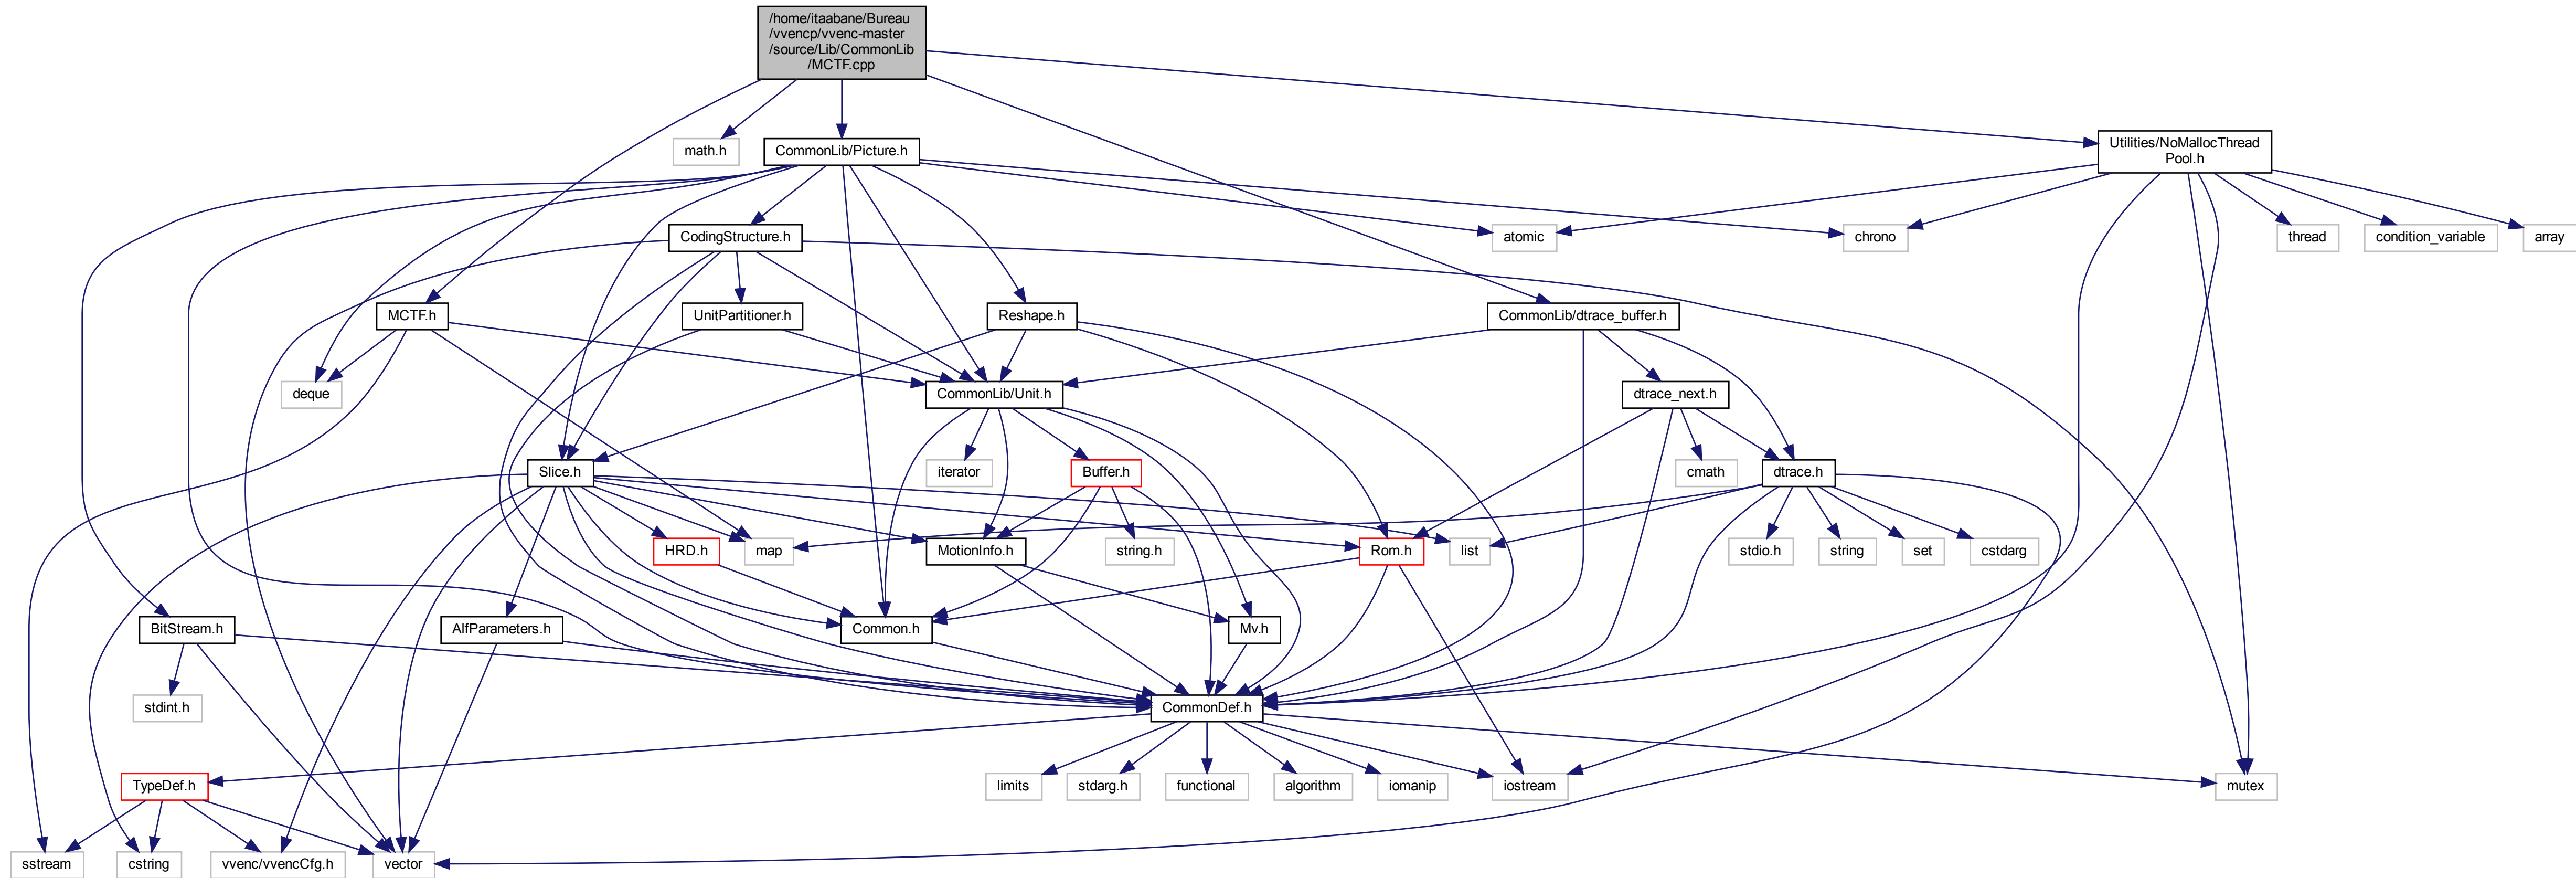 /home/itaabane/Bureau
/vvencp/vvenc-master
/source/Lib/CommonLib
/MCTF.cpp
math.h
CommonLib/Picture.h
Utilities/NoMallocThread
Pool.h
CodingStructure.h
atomic
chrono
thread
condition_variable
array
MCTF.h
UnitPartitioner.h
Reshape.h
CommonLib/dtrace_buffer.h
deque
CommonLib/Unit.h
dtrace_next.h
Slice.h
iterator
Buffer.h
cmath
dtrace.h
HRD.h
map
MotionInfo.h
string.h
Rom.h
list
stdio.h
string
set
cstdarg
BitStream.h
AlfParameters.h
Common.h
Mv.h
stdint.h
CommonDef.h
TypeDef.h
limits
stdarg.h
functional
algorithm
iomanip
iostream
mutex
sstream
cstring
vvenc/vvencCfg.h
vector